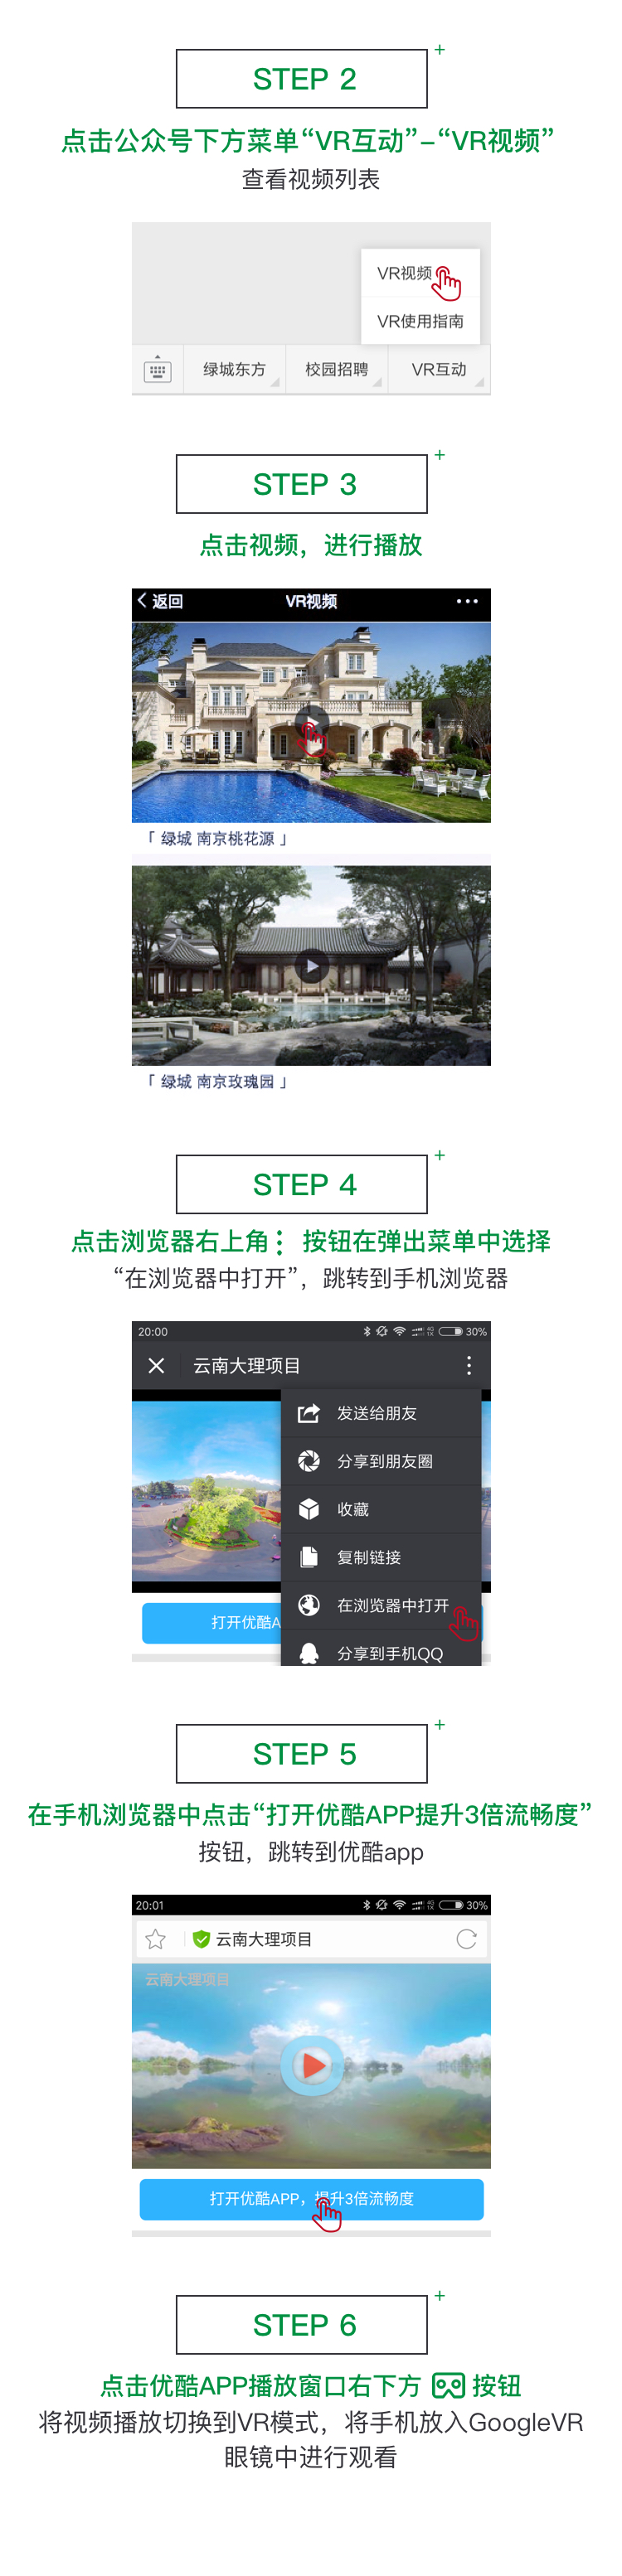 STEP 2
点击公众号下方菜单“VR互动”–“VR视频”
查看视频列表
VR视频
VR使用指南
绿城东方
校园招聘
VR互动
STEP 3
点击视频，进行播放
返回
VR视频
「 绿城 南京桃花源 」
「 绿城 南京玫瑰园 」
STEP 4
点击浏览器右上角⋮ 按钮在弹出菜单中选择
“在浏览器中打开”，跳转到手机浏览器
20:00
4G
1X
30%
云南大理项目
发送给朋友
分享到朋友圈
收藏
复制链接
在浏览器中打开
打开优酷A
分享到手机QQ
STEP 5
在手机浏览器中点击“打开优酷APP提升3倍流畅度”
按钮，跳转到优酷app
20:01
4G
1X
30%
云南大理项目
云南大理项目
打开优酷APP，提升3倍流畅度
STEP 6
点击优酷APP播放窗口右下方 按钮
将视频播放切换到VR模式，将手机放入GoogleVR
眼镜中进行观看